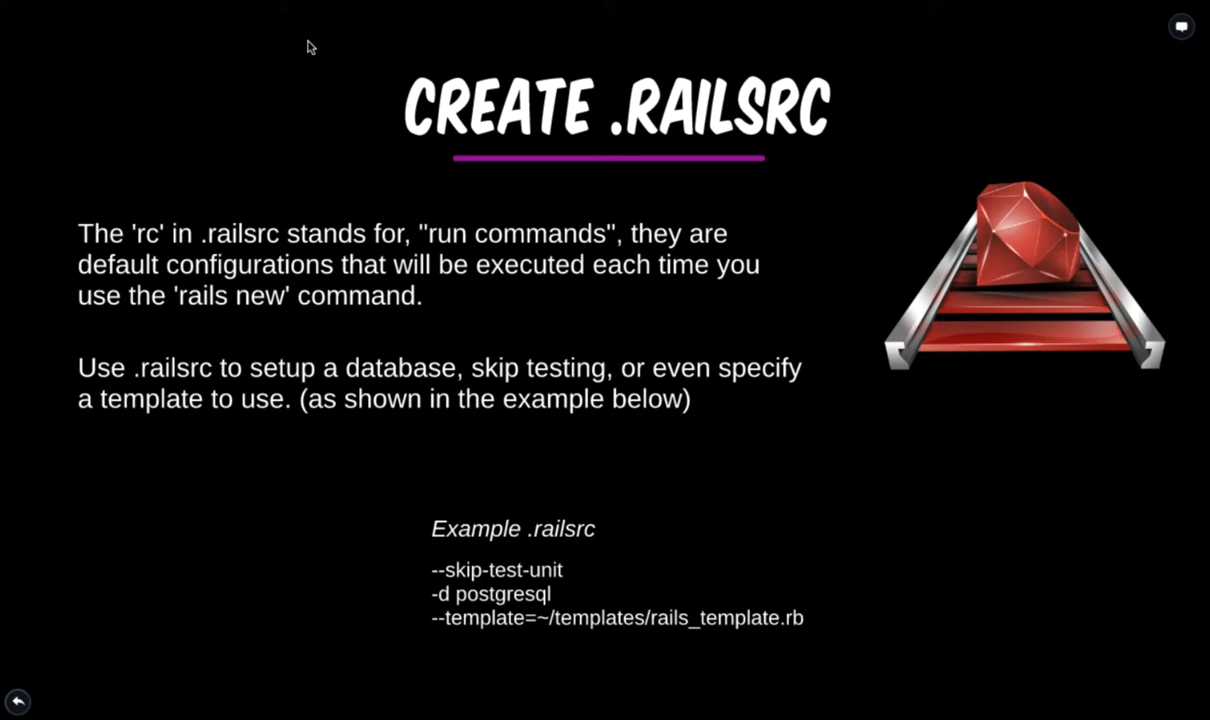 CREATE .RAILSRC
The 'rc' in .railsrc stands for, "run commands", they are
default configurations that will be executed each time you
use the 'rails new' command.
Use .railsrc to setup a database, skip testing, or even specify
a template to use. (as shown in the example below)
Example .railsrc
--skip-test-unit
-d postgresql
--template=~/templates/rails_template.rb